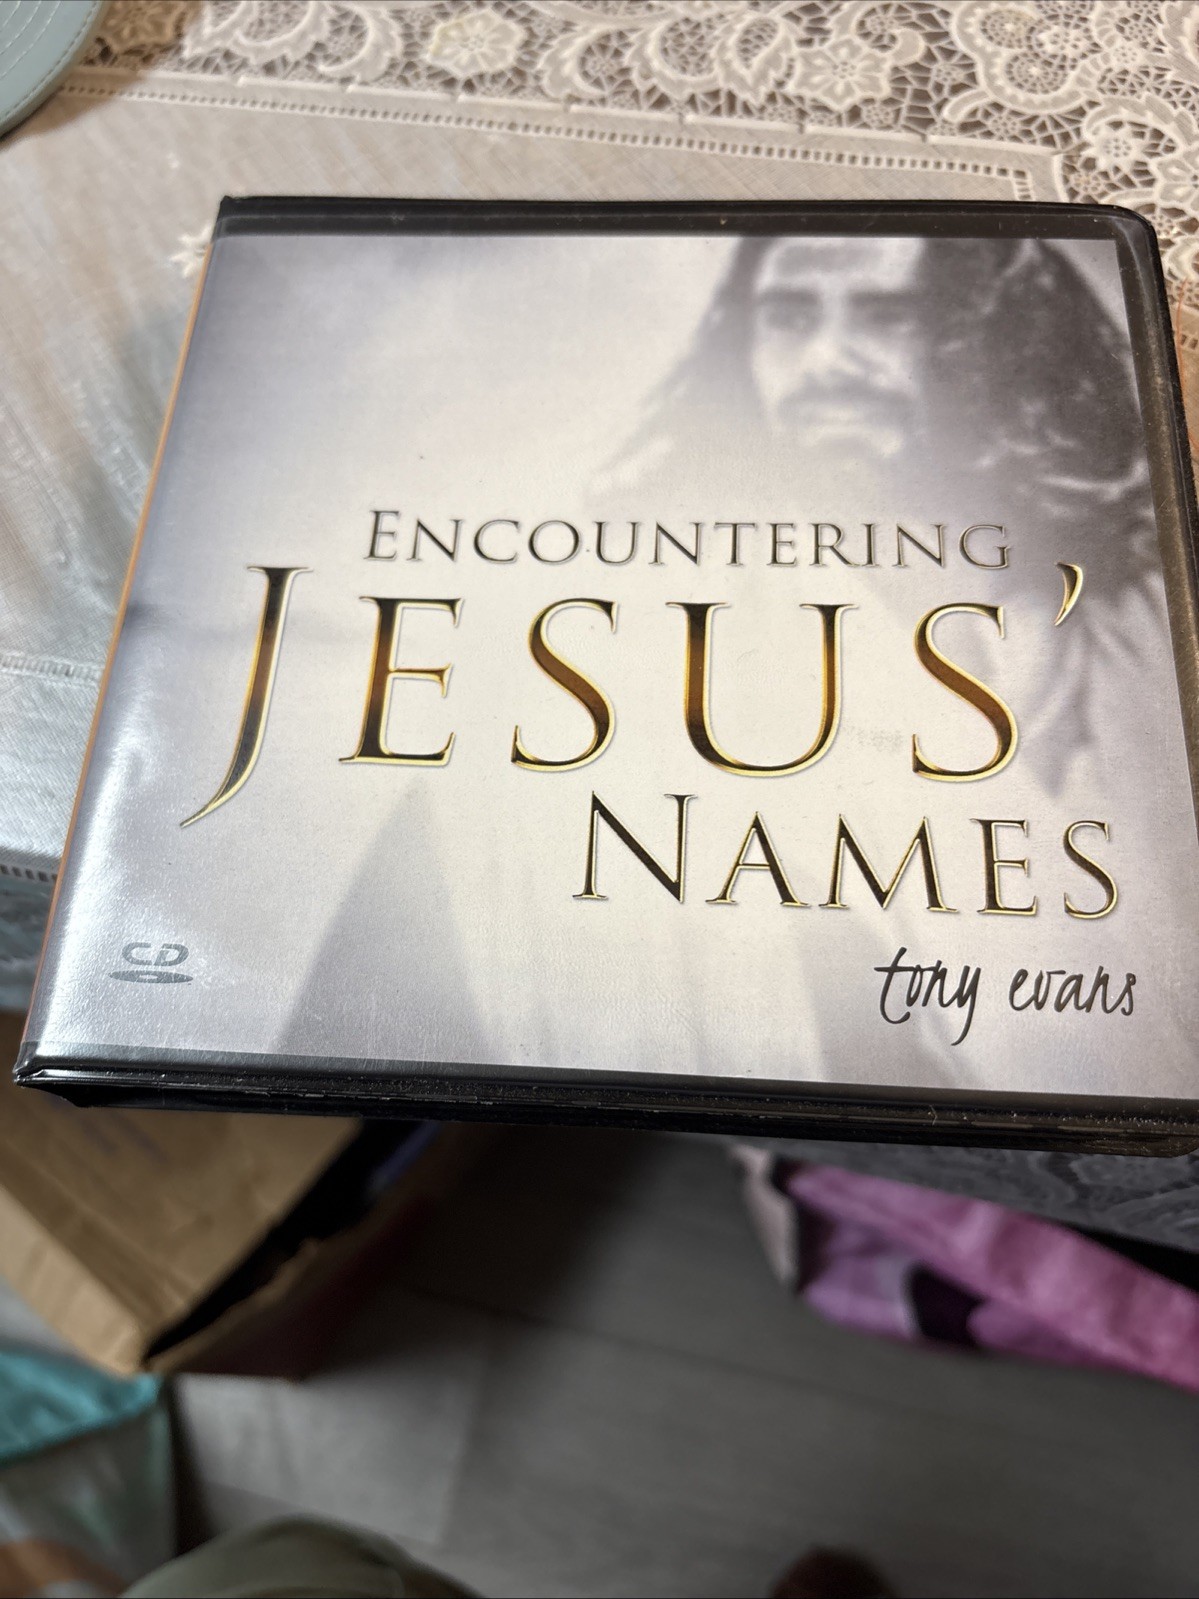 ENCOUNTERING
JESUS’
NAMES
tony evans
CD